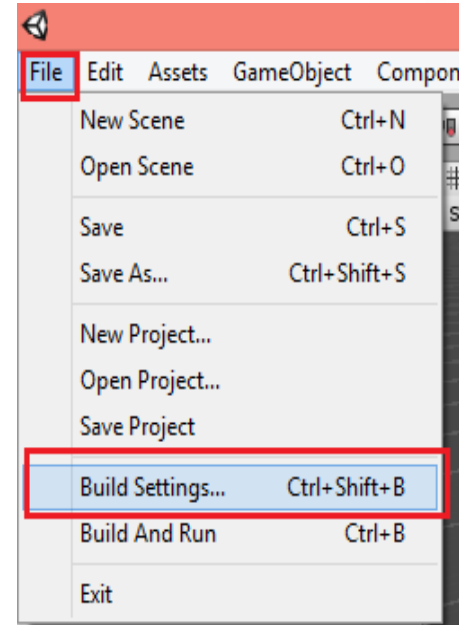 File Edit Assets GameObject Compon
New Scene Ctrl+N
Open Scene Ctrl+O
Save Ctrl+S
Save As... Ctrl+Shift+S
New Project...
Open Project...
Save Project
Build Settings... Ctrl+Shift+B
Build And Run Ctrl+B
Exit